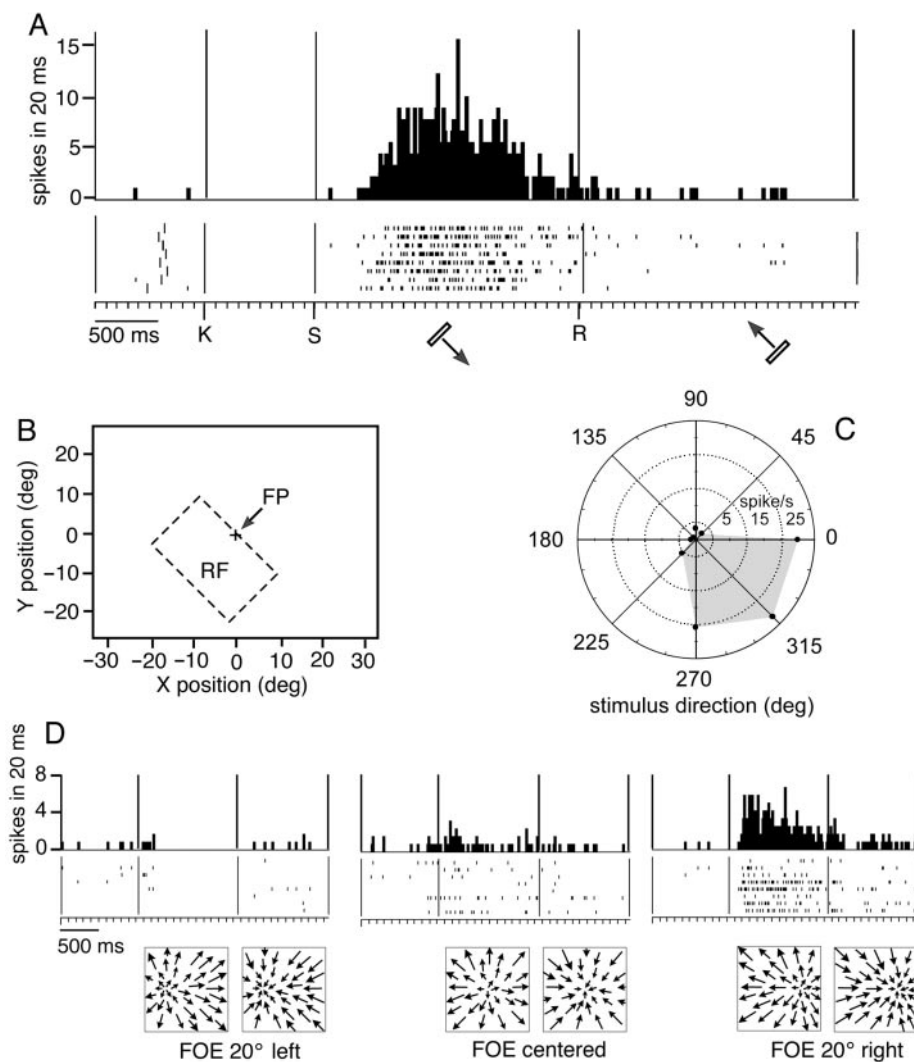 A
spikes in 20 ms
15
10
5
0
500 ms
K
S
R
B
Y position (deg)
20
10
0
−10
−20
FP
RF
−30
−20
−10
0
10
20
30
X position (deg)
C
90
135
45
spike/s
5
15
25
180
0
225
315
270
stimulus direction (deg)
D
spikes in 20 ms
8
4
0
500 ms
FOE 20° left
FOE centered
FOE 20° right